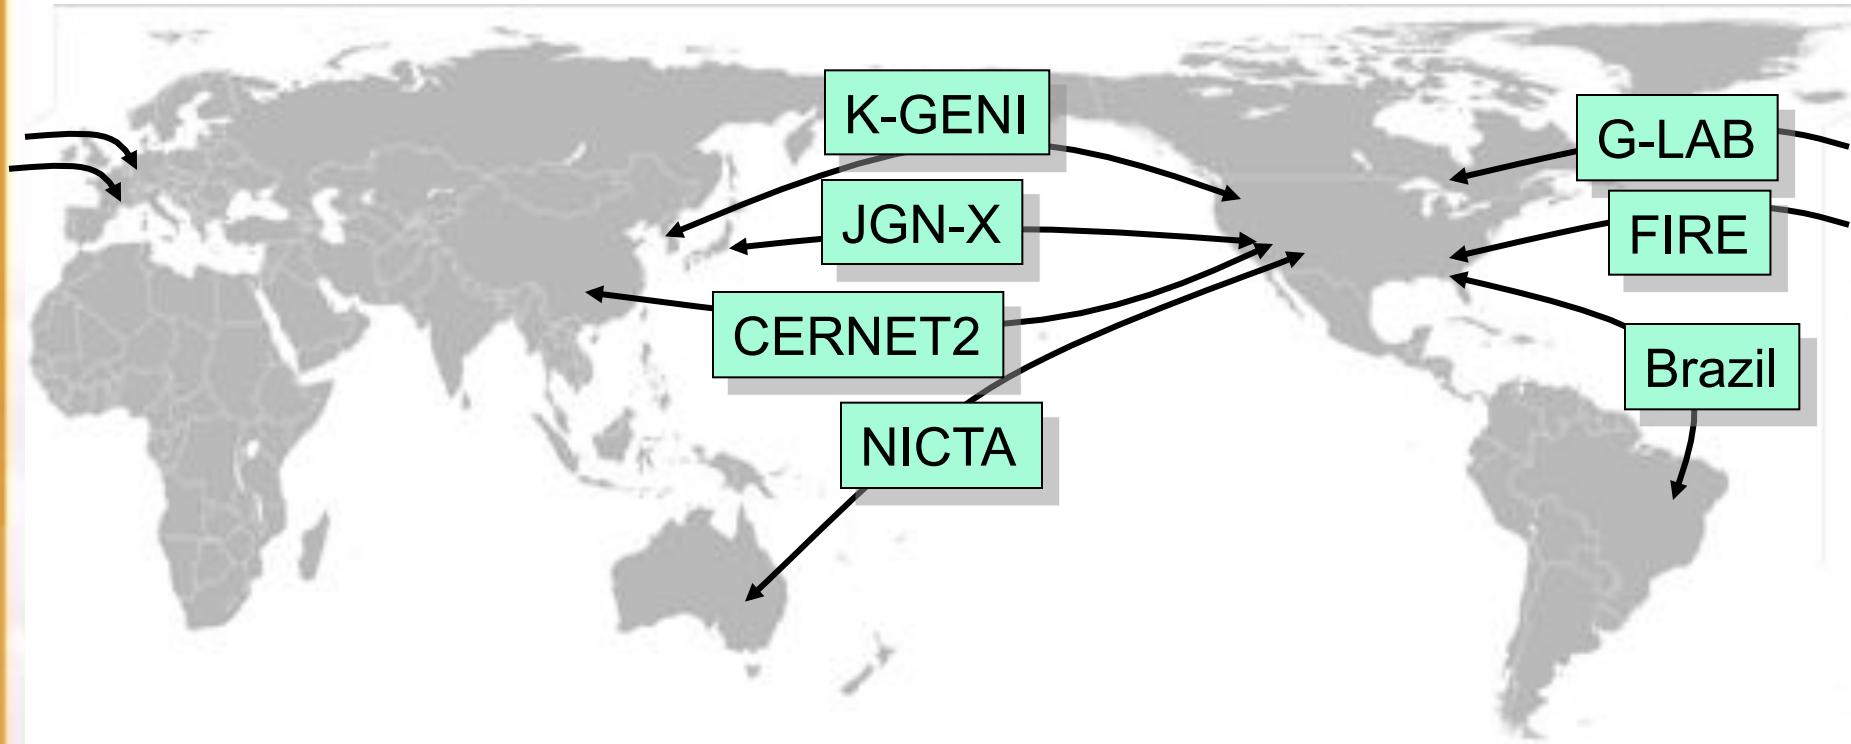 K-GENI
G-LAB
JGN-X
FIRE
CERNET2
Brazil
NICTA